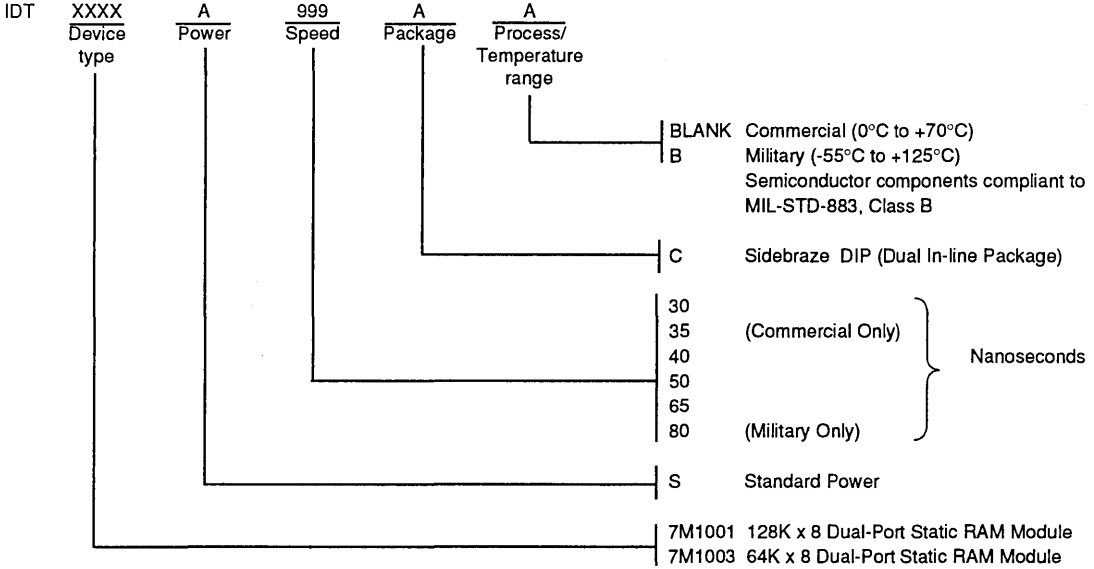 IDT XXXX A 999 A A
Device Power Speed Package Process/
type Temperature
range
BLANK Commercial (0°C to +70°C)
B Military (-55°C to +125°C)
Semiconductor components compliant to
MIL-STD-883, Class B
C Sidebraze DIP (Dual In-line Package)
30
35 (Commercial Only)
40 Nanoseconds
50
65
80 (Military Only)
S Standard Power
7M1001 128K x 8 Dual-Port Static RAM Module
7M1003 64K x 8 Dual-Port Static RAM Module